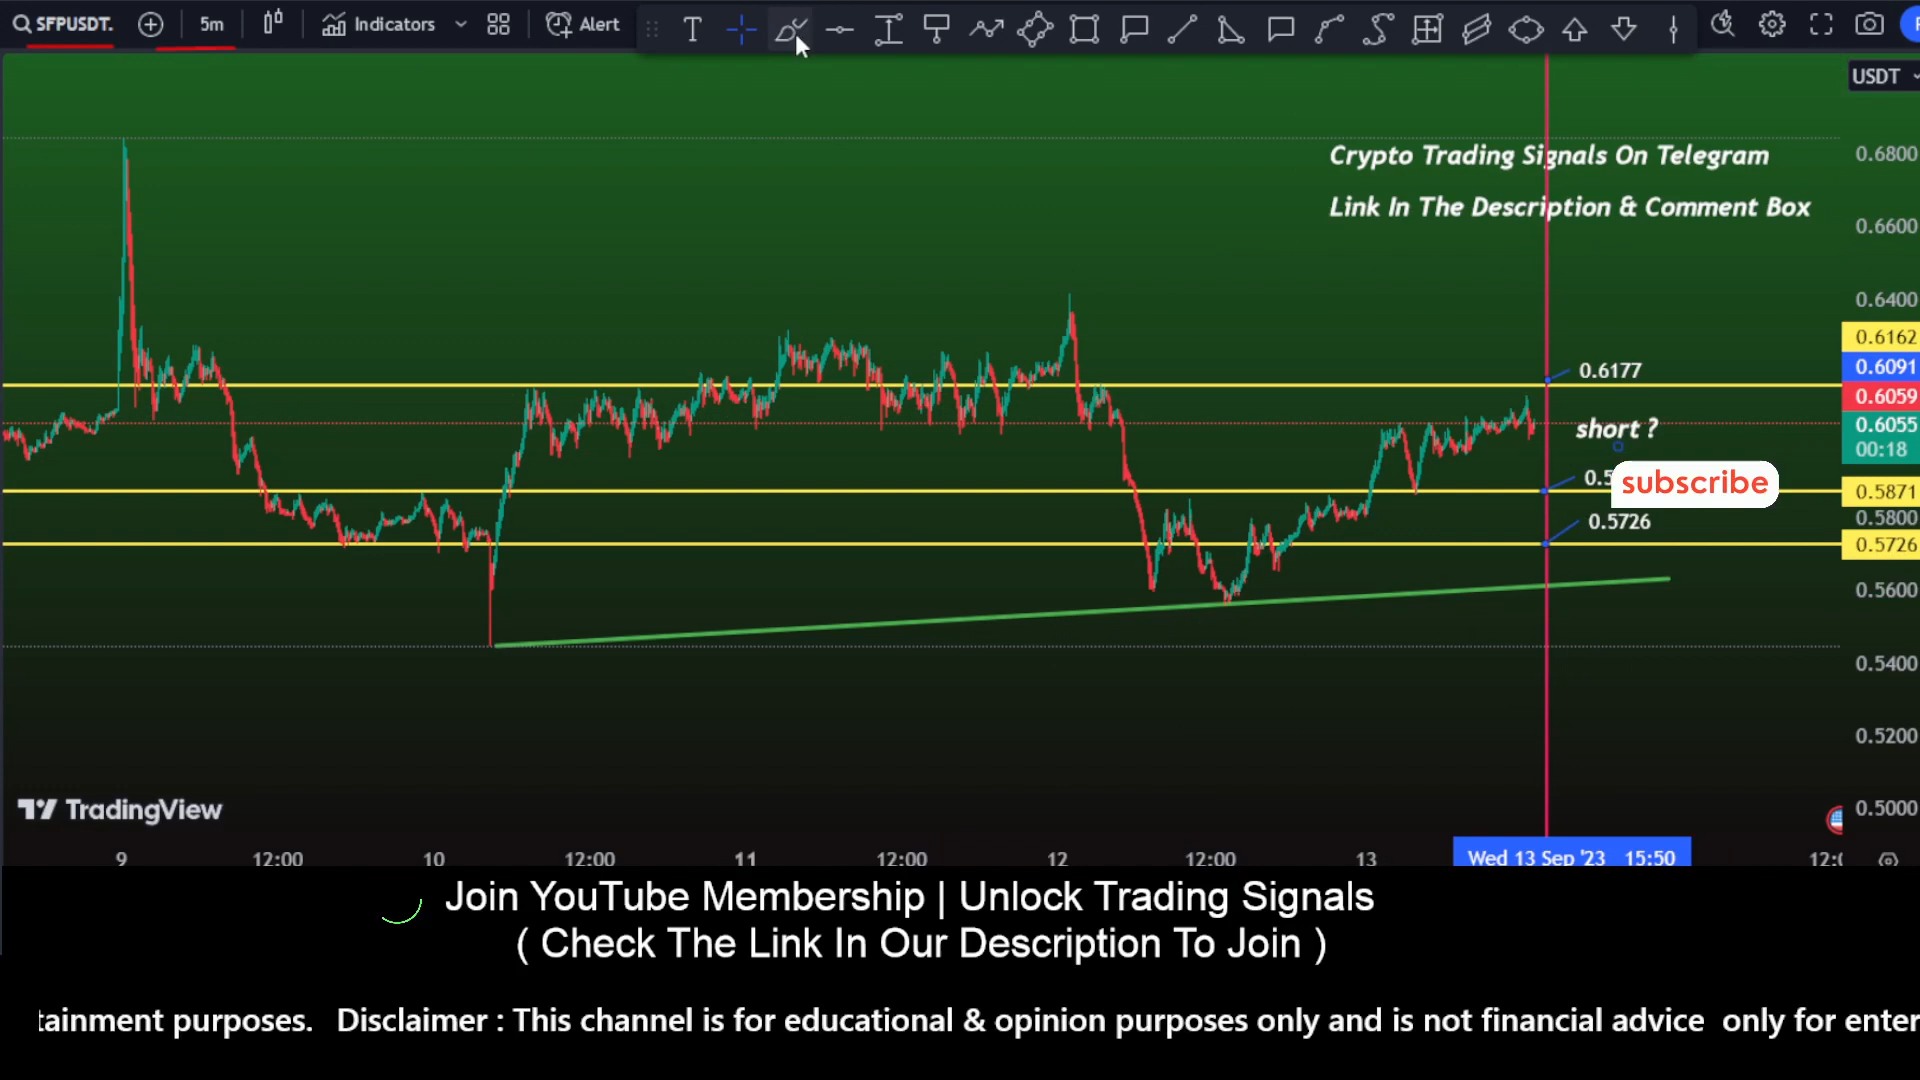 SFPUSDT. 5m Indicators Alert
USDT
Crypto Trading Signals On Telegram
Link In The Description & Comment Box
0.6800
0.6600
0.6400
0.6162
0.6177
0.6091
0.6059
short ?
0.6055
00:18
subscribe
0.5871
0.5800
0.5726
0.5726
0.5600
0.5400
0.5200
0.5000
TradingView
9 12:00 10 12:00 11 12:00 12 12:00 13 Wed 13 Sep '23 15:50
Join YouTube Membership | Unlock Trading Signals
( Check The Link In Our Description To Join )
tainment purposes. Disclaimer : This channel is for educational & opinion purposes only and is not financial advice only for enter